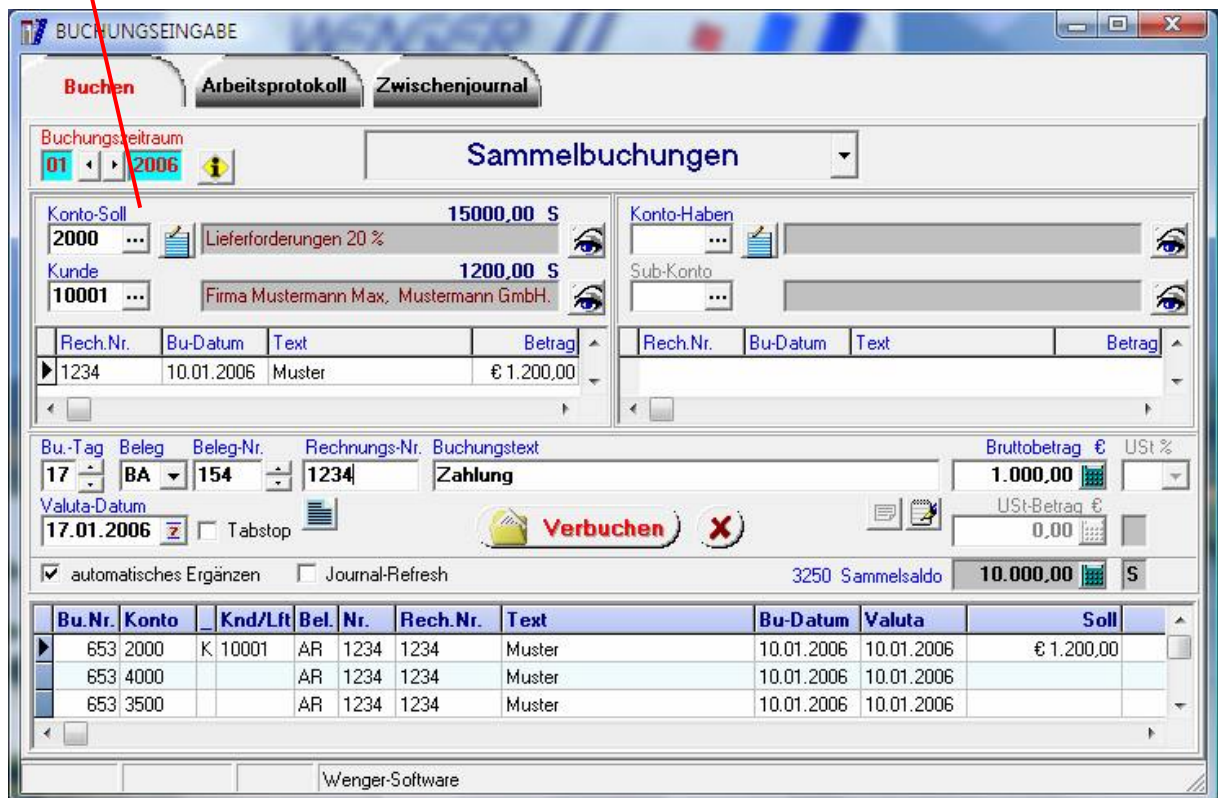 BUCHUNGSEINGABE
WENGER
Buchen Arbeitsprotokoll Zwischenjournal
Buchungszeitraum
01 2006 Sammelbuchungen
Konto-Soll 15000,00 S Konto-Haben
2000 ... Lieferforderungen 20 % ...
Kunde 1200,00 S Sub-Konto
10001 ... Firma Mustermann Max, Mustermann GmbH. ...
Rech.Nr. Bu-Datum Text Betrag Rech.Nr. Bu-Datum Text Betrag
1234 10.01.2006 Muster € 1.200,00
Bu.-Tag Beleg Beleg-Nr. Rechnungs-Nr. Buchungstext Bruttobetrag € USt %
17 BA 154 1234 Zahlung 1.000,00
Valuta-Datum USt-Betrag €
17.01.2006 Tabstop Verbuchen 0,00
automatisches Ergänzen Journal-Refresh 3250 Sammelsaldo 10.000,00 S
Bu.Nr. Konto _ Knd/Lft Bel. Nr. Rech.Nr. Text Bu-Datum Valuta Soll
653 2000 K 10001 AR 1234 1234 Muster 10.01.2006 10.01.2006 € 1.200,00
653 4000 AR 1234 1234 Muster 10.01.2006 10.01.2006
653 3500 AR 1234 1234 Muster 10.01.2006 10.01.2006
Wenger-Software